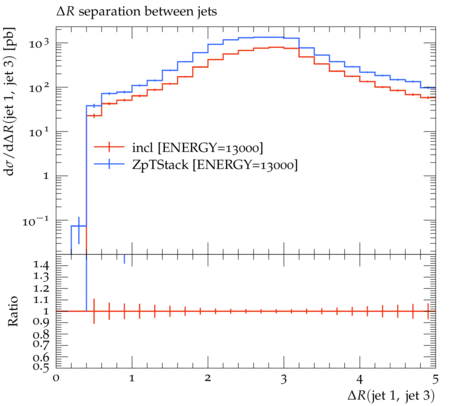 ΔR separation between jets
dσ/dΔR(jet 1, jet 3) [pb]
10³
10²
10¹
1
10⁻¹
incl [ENERGY=13000]
ZpTStack [ENERGY=13000]
Ratio
1.4
1.3
1.2
1.1
1
0.9
0.8
0.7
0.6
0.5
0 1 2 3 4 5
ΔR(jet 1, jet 3)